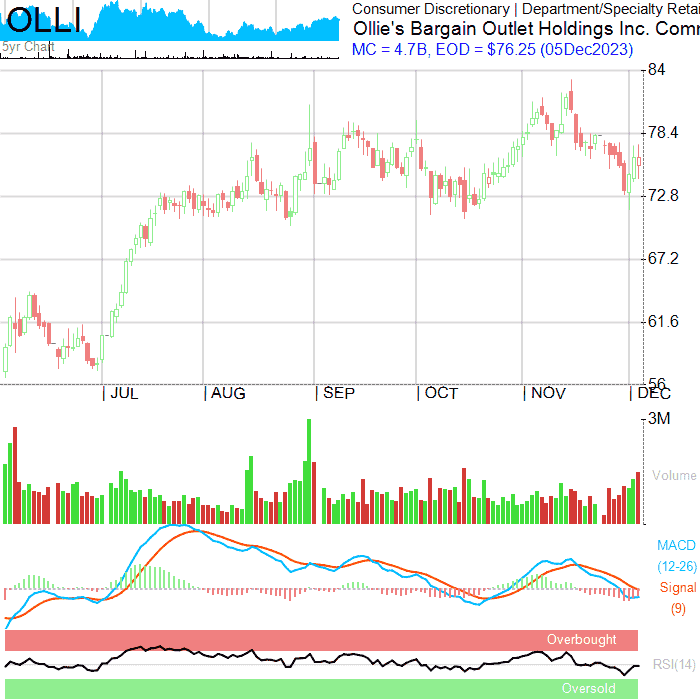 OLLI
5yr Chart
Consumer Discretionary | Department/Specialty Retai
Ollie's Bargain Outlet Holdings Inc. Comm
MC = 4.7B, EOD = $76.25 (05Dec2023)
84
78.4
72.8
67.2
61.6
56
| JUL | AUG | SEP | OCT | NOV | DEC
3M
Volume
MACD
(12-26)
Signal
(9)
Overbought
RSI(14)
Oversold